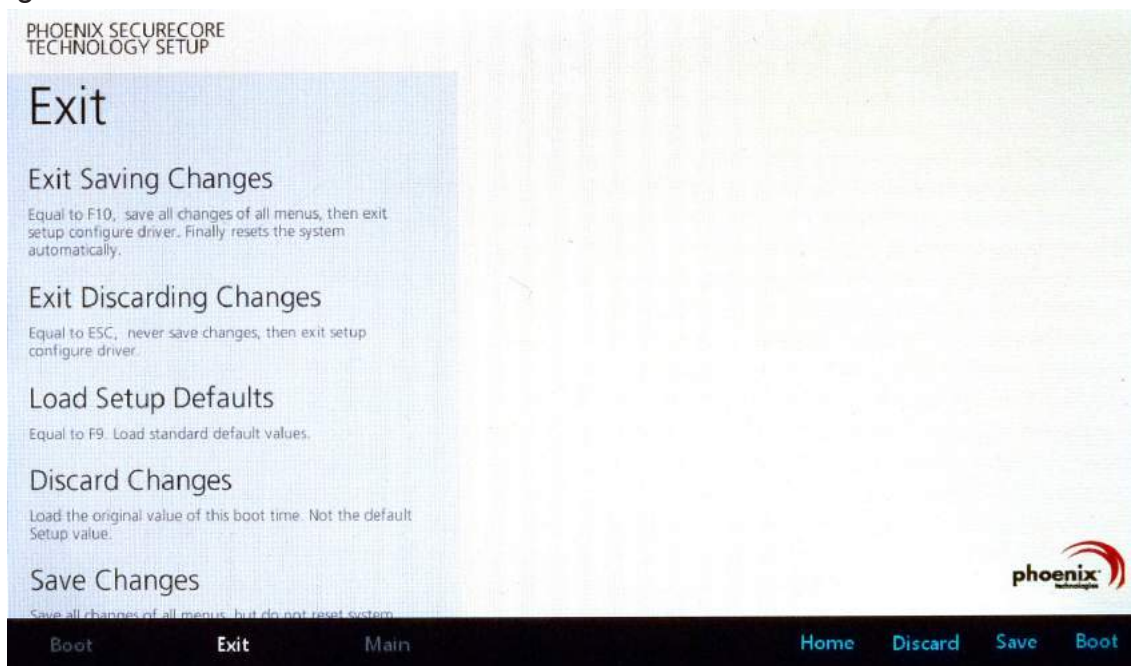 PHOENIX SECURECORE
TECHNOLOGY SETUP
Exit
Exit Saving Changes
Equal to F10, save all changes of all menus, then exit
setup configure driver. Finally resets the system
automatically.
Exit Discarding Changes
Equal to ESC, never save changes, then exit setup
configure driver.
Load Setup Defaults
Equal to F9. Load standard default values.
Discard Changes
Load the original value of this boot time. Not the default
Setup value.
Save Changes
Save all changes of all menus, but do not reset system
phoenix
technologies
Boot Exit Main Home Discard Save Boot